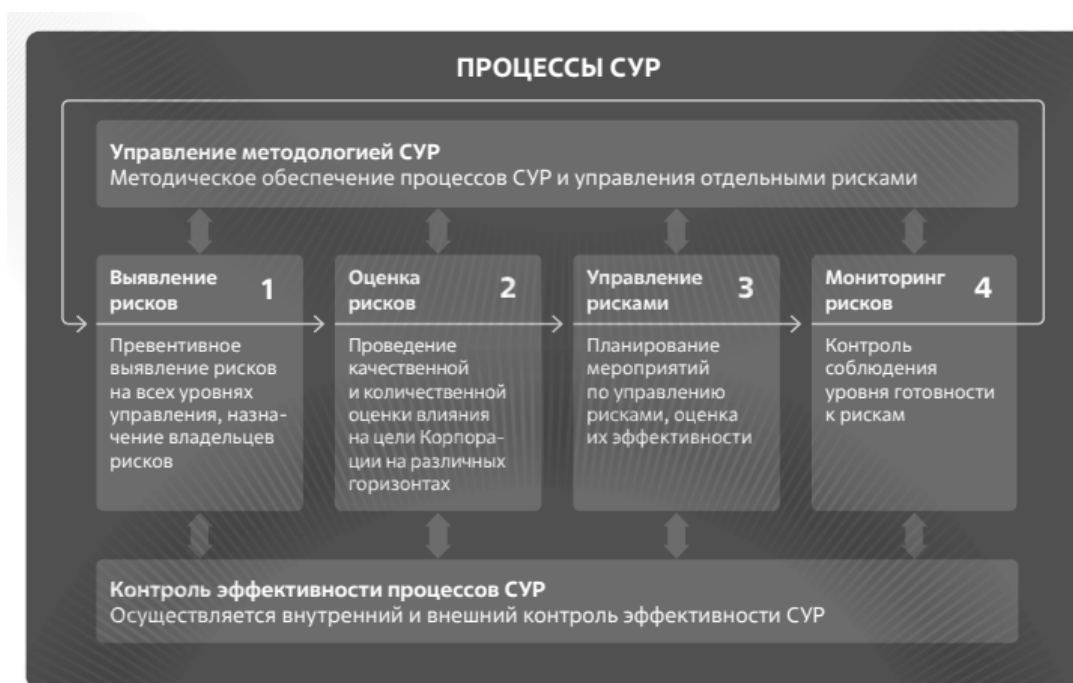 ПРОЦЕССЫ СУР
Управление методологией СУР
Методическое обеспечение процессов СУР и управления отдельными рисками
Выявление
рисков
1
Превентивное
выявление рисков
на всех уровнях
управления, назна-
чение владельцев
рисков
Оценка
рисков
2
Проведение
качественной
и количественной
оценки влияния
на цели Корпора-
ции на различных
горизонтах
Управление
рисками
3
Планирование
мероприятий
по управлению
рисками, оценка
их эффективности
Мониторинг
рисков
4
Контроль
соблюдения
уровня готовности
к рискам
Контроль эффективности процессов СУР
Осуществляется внутренний и внешний контроль эффективности СУР